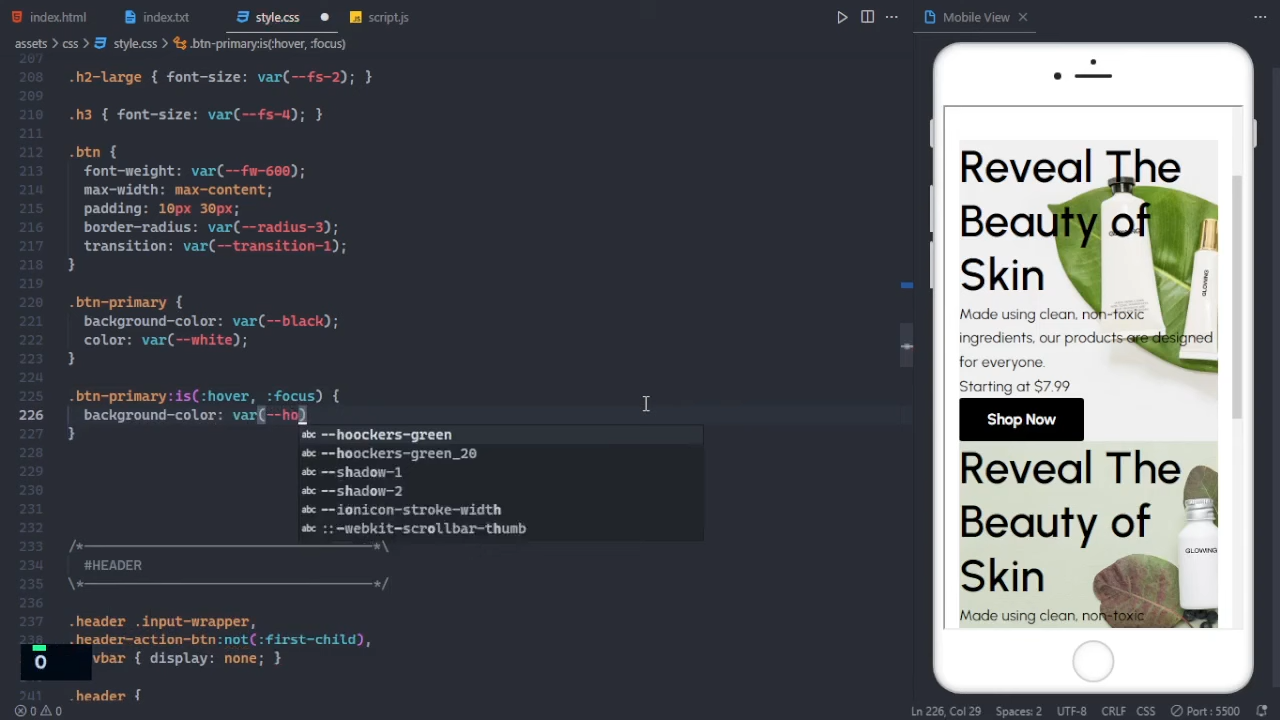 index.html
index.txt
style.css
script.js
Mobile View
assets > css > style.css > .btn-primary:is(:hover, :focus)
207
208 .h2-large { font-size: var(--fs-2); }
209
210 .h3 { font-size: var(--fs-4); }
211
212 .btn {
213 font-weight: var(--fw-600);
214 max-width: max-content;
215 padding: 10px 30px;
216 border-radius: var(--radius-3);
217 transition: var(--transition-1);
218 }
219
220 .btn-primary {
221 background-color: var(--black);
222 color: var(--white);
223 }
224
225 .btn-primary:is(:hover, :focus) {
226 background-color: var(--ho)
227 }
abc --hoockers-green
228
abc --hoockers-green_20
229
abc --shadow-1
230
abc --shadow-2
231
abc --ionicon-stroke-width
232
abc ::-webkit-scrollbar-thumb
233 /*-----------------------------------*\
234 #HEADER
235 \*-----------------------------------*/
236
237 .header .input-wrapper,
238 .header-action-btn:not(:first-child),
vbar { display: none; }
241 .header {
O
Reveal The
Beauty of
Skin
GLOWING
GLOWING
Made using clean, non-toxic
ingredients, our products are designed
for everyone.
Starting at $7.99
Shop Now
Reveal The
Beauty of
Skin
GLOWING
Made using clean, non-toxic
0 0
Ln 226, Col 29
Spaces: 2
UTF-8
CRLF
CSS
Port : 5500